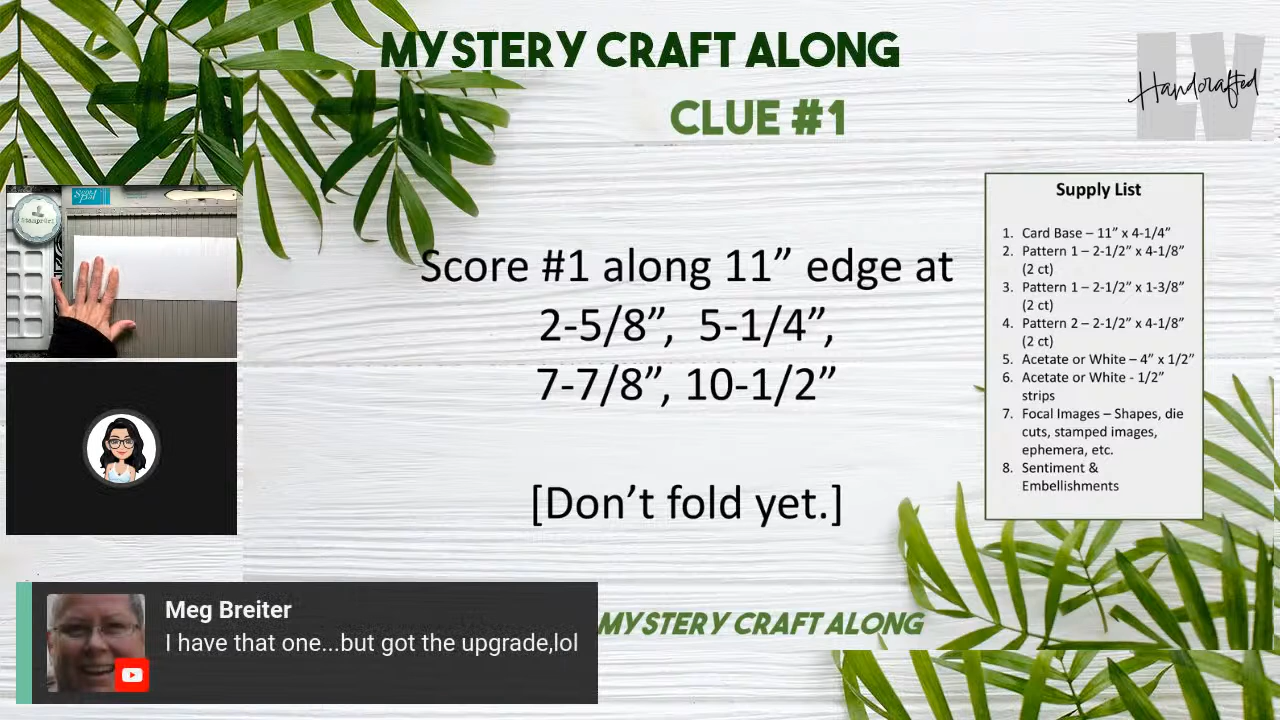 MYSTERY CRAFT ALONG
CLUE #1
Handcrafted
Score #1 along 11” edge at
2-5/8”, 5-1/4”,
7-7/8”, 10-1/2”
[Don’t fold yet.]
Supply List
1. Card Base – 11” x 4-1/4”
2. Pattern 1 – 2-1/2” x 4-1/8”
(2 ct)
3. Pattern 1 – 2-1/2” x 1-3/8”
(2 ct)
4. Pattern 2 – 2-1/2” x 4-1/8”
(2 ct)
5. Acetate or White – 4” x 1/2”
6. Acetate or White - 1/2”
strips
7. Focal Images – Shapes, die
cuts, stamped images,
ephemera, etc.
8. Sentiment &
Embellishments
Meg Breiter
I have that one...but got the upgrade,lol
MYSTERY CRAFT ALONG